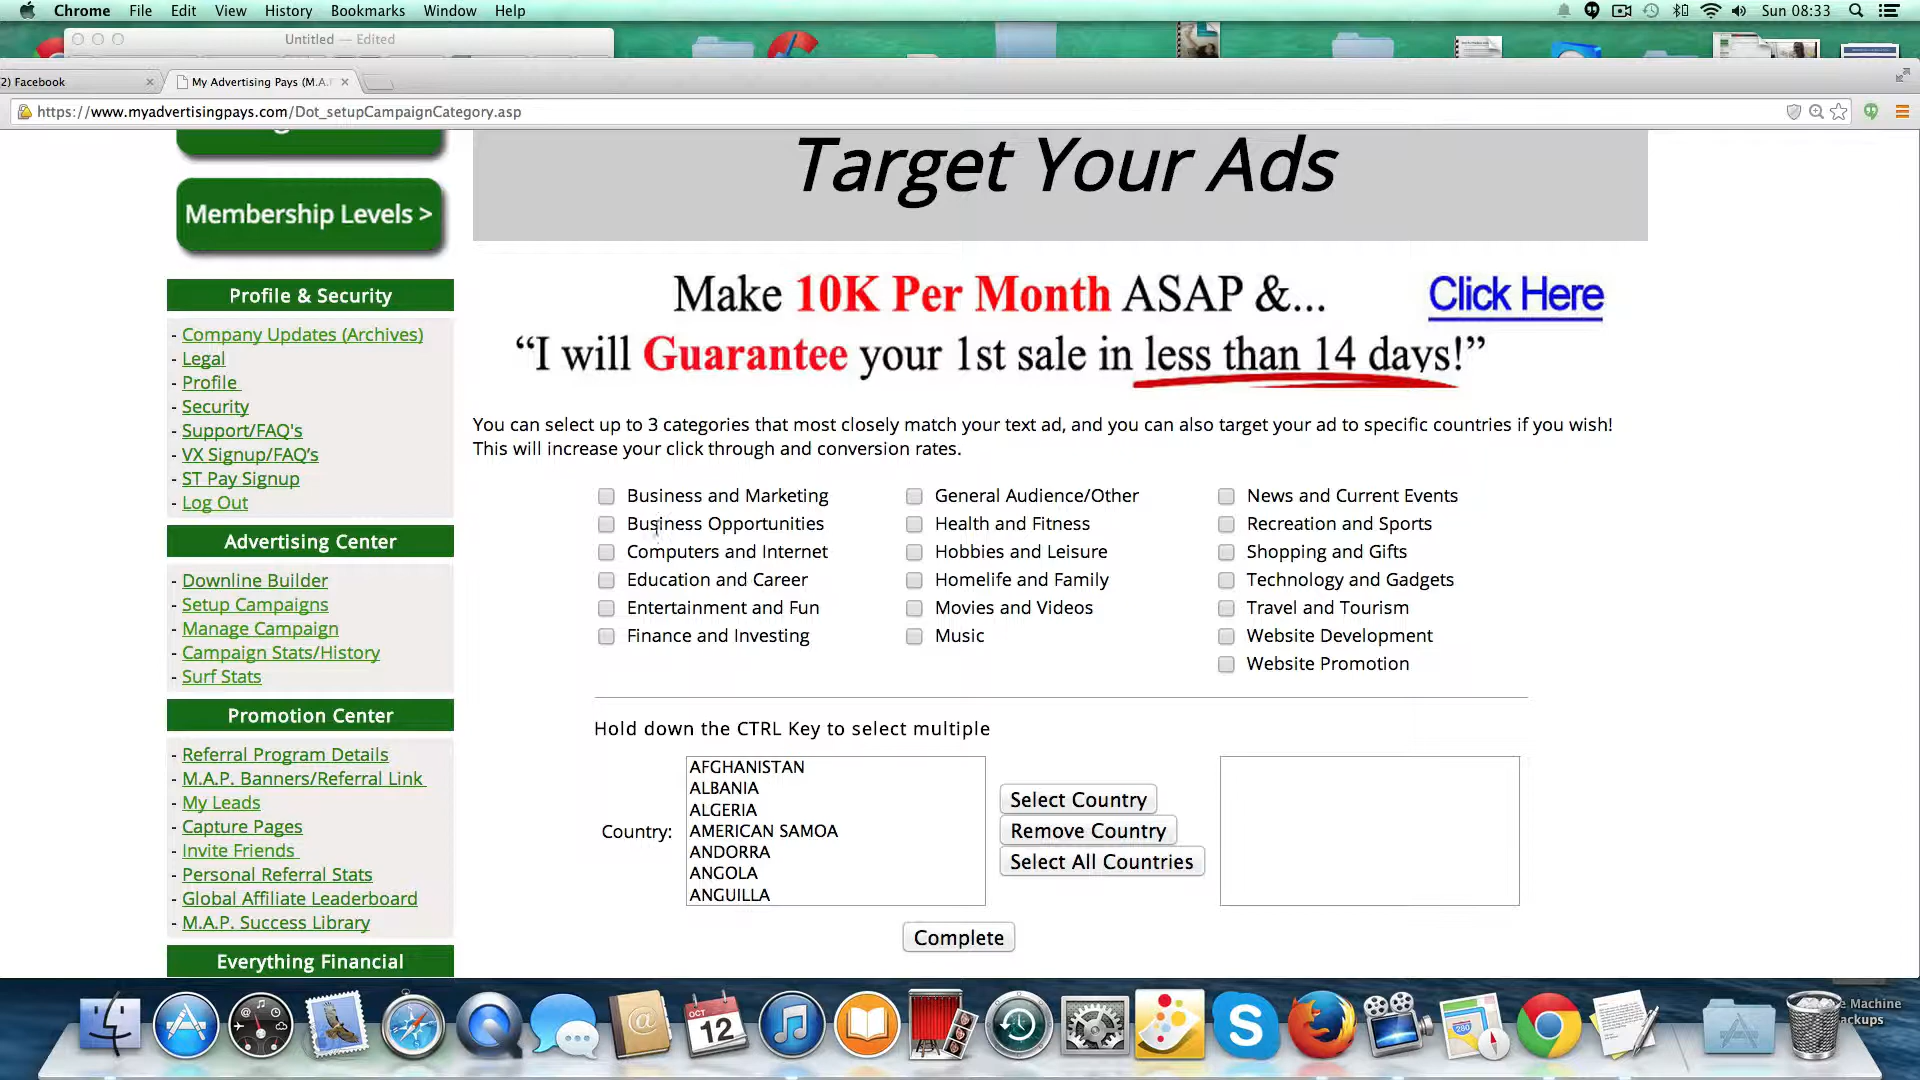 Chrome File Edit View History Bookmarks Window Help Sun 08:33
Untitled — Edited
2) Facebook
My Advertising Pays (M.A.
https://www.myadvertisingpays.com/Dot_setupCampaignCategory.asp
Target Your Ads
Membership Levels >
Make 10K Per Month ASAP &... Click Here
“I will Guarantee your 1st sale in less than 14 days!”
Profile & Security
- Company Updates (Archives)
- Legal
- Profile
- Security
- Support/FAQ's
- VX Signup/FAQ's
- ST Pay Signup
- Log Out
Advertising Center
- Downline Builder
- Setup Campaigns
- Manage Campaign
- Campaign Stats/History
- Surf Stats
Promotion Center
- Referral Program Details
- M.A.P. Banners/Referral Link
- My Leads
- Capture Pages
- Invite Friends
- Personal Referral Stats
- Global Affiliate Leaderboard
- M.A.P. Success Library
Everything Financial
You can select up to 3 categories that most closely match your text ad, and you can also target your ad to specific countries if you wish!
This will increase your click through and conversion rates.
Business and Marketing General Audience/Other News and Current Events
Business Opportunities Health and Fitness Recreation and Sports
Computers and Internet Hobbies and Leisure Shopping and Gifts
Education and Career Homelife and Family Technology and Gadgets
Entertainment and Fun Movies and Videos Travel and Tourism
Finance and Investing Music Website Development
Website Promotion
Hold down the CTRL Key to select multiple
Country:
AFGHANISTAN
ALBANIA
ALGERIA
AMERICAN SAMOA
ANDORRA
ANGOLA
ANGUILLA
Select Country
Remove Country
Select All Countries
Complete
OCT
12
280
Machine
ackups